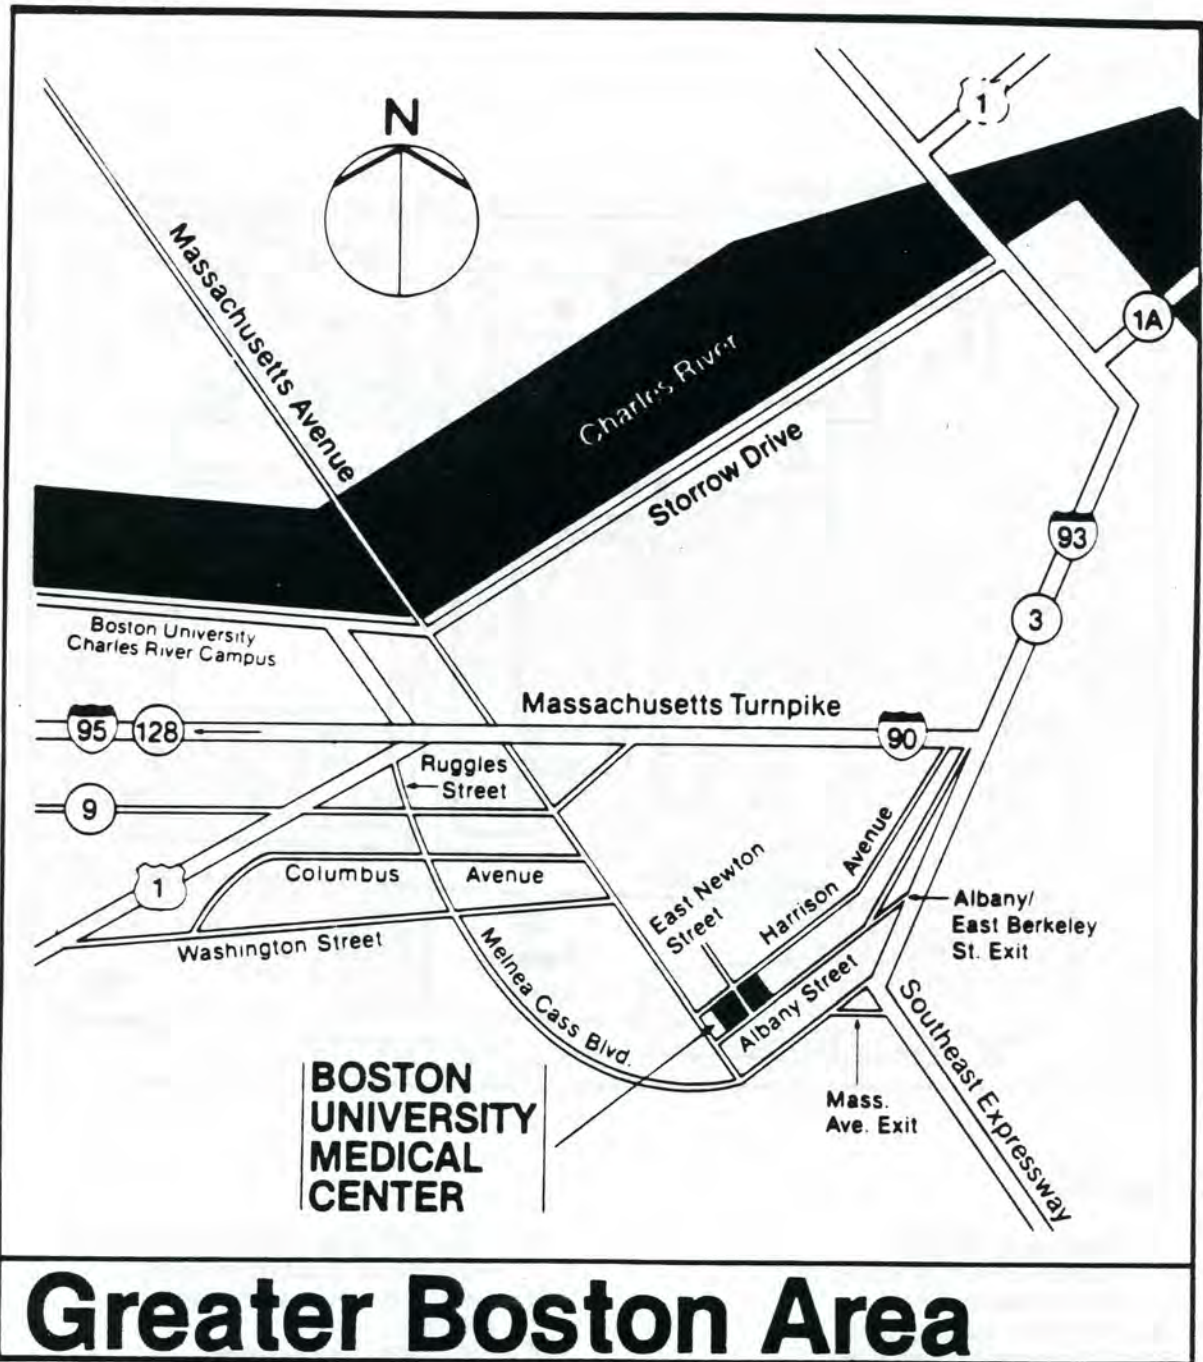 N
1
Massachusetts Avenue
1A
Charles River
Storrow Drive
93
3
Boston University
Charles River Campus
Massachusetts Turnpike
95
128
90
Ruggles
Street
9
1
Columbus Avenue
Washington Street
East Newton
Street
Harrison Avenue
Albany/
East Berkeley
St. Exit
Melnea Cass Blvd.
Albany Street
Southeast Expressway
Mass.
Ave. Exit
BOSTON
UNIVERSITY
MEDICAL
CENTER
Greater Boston Area